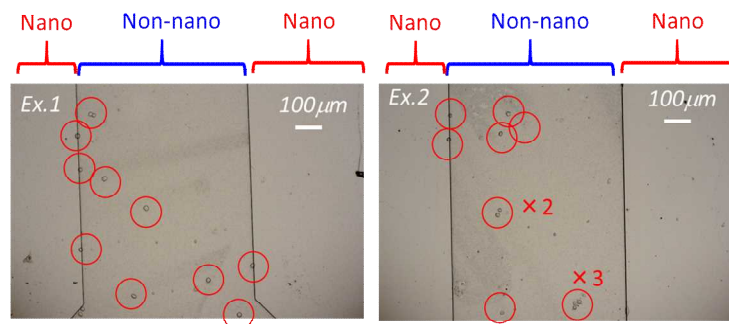 Nano Non-nano Nano
Nano Non-nano Nano
Ex.1
100μm
Ex.2
100μm
×2
×3